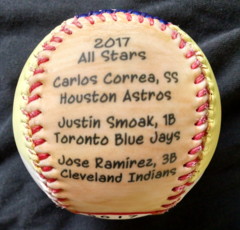 2017
All Stars
Carlos Correa, SS
Houston Astros
Justin Smoak, 1B
Toronto Blue Jays
Jose Ramirez, 3B
Cleveland Indians